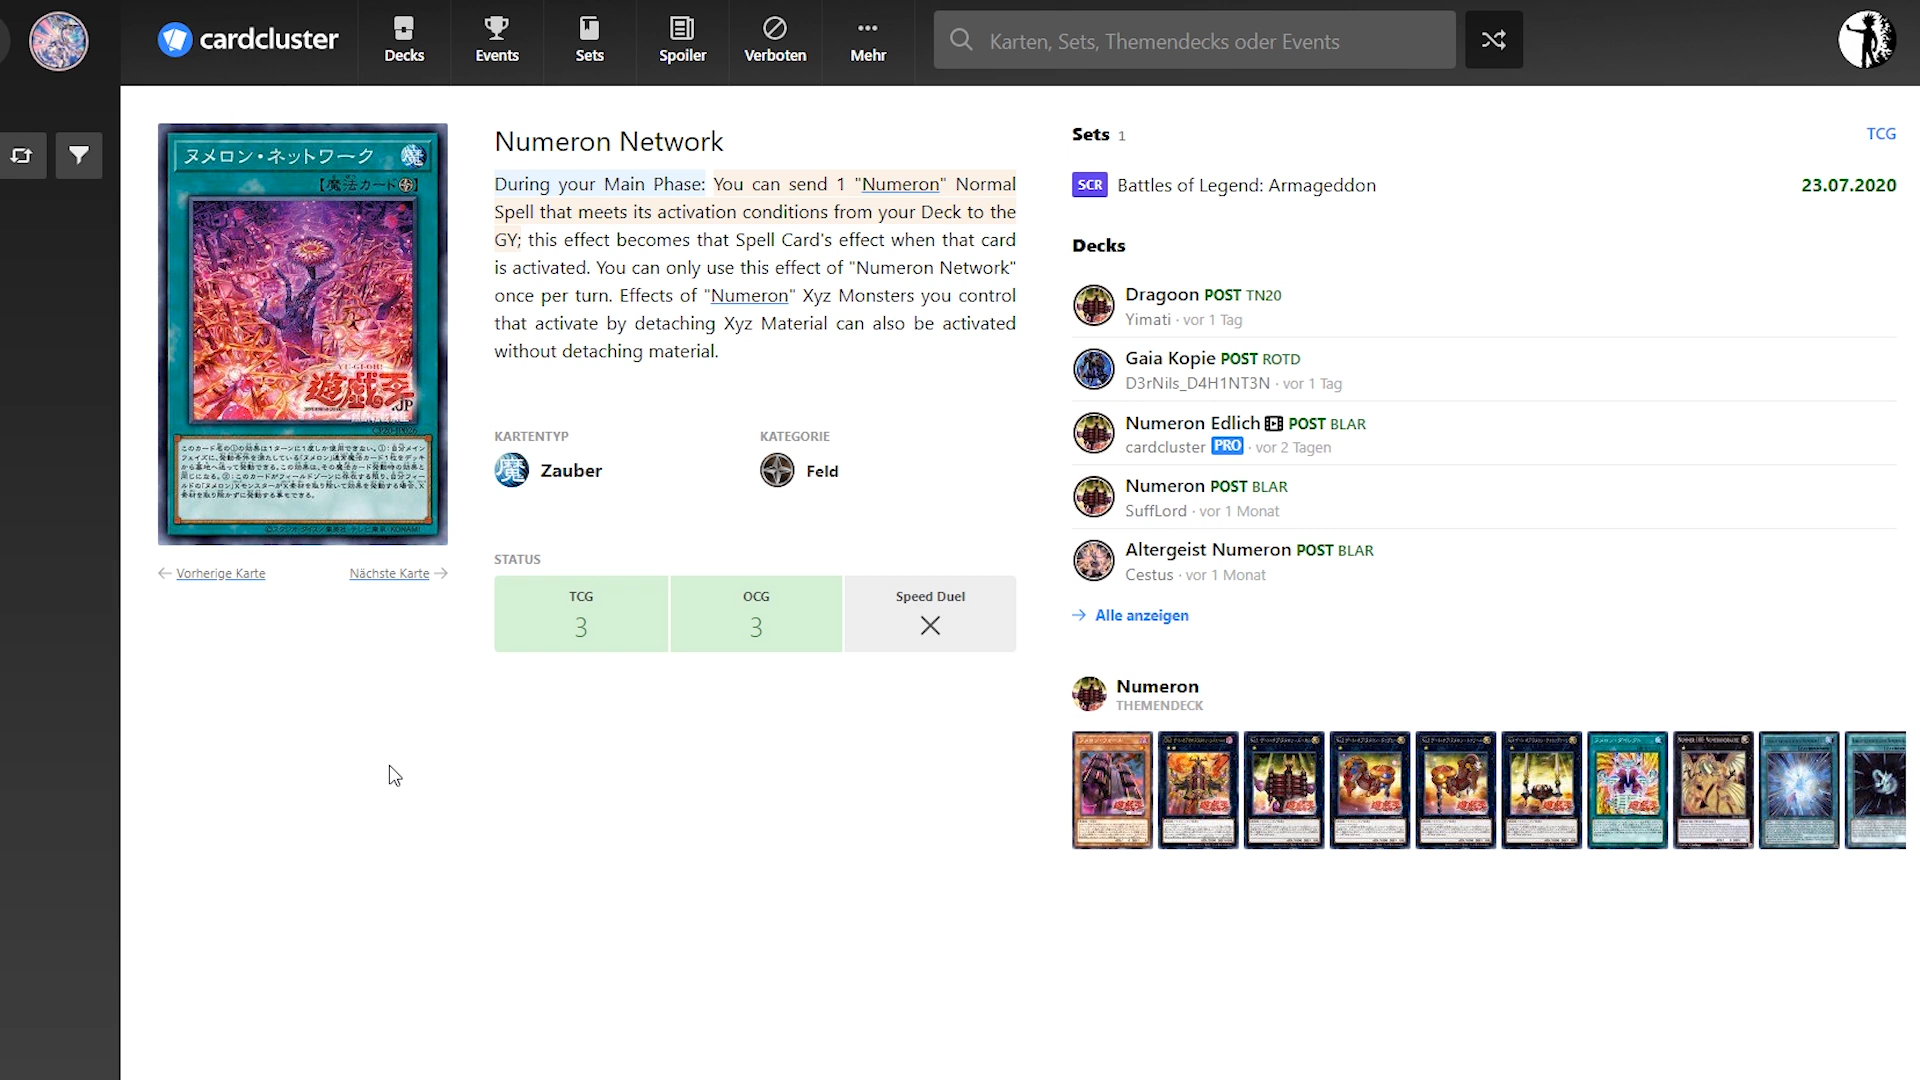 cardcluster
Decks
Events
Sets
Spoiler
Verboten
Mehr
Karten, Sets, Themendecks oder Events
ヌメロン・ネットワーク
【魔法カード】
Numeron Network
During your Main Phase: You can send 1 "Numeron" Normal
Spell that meets its activation conditions from your Deck to the
GY; this effect becomes that Spell Card's effect when that card
is activated. You can only use this effect of "Numeron Network"
once per turn. Effects of "Numeron" Xyz Monsters you control
that activate by detaching Xyz Material can also be activated
without detaching material.
KARTENTYP
Zauber
KATEGORIE
Feld
STATUS
TCG
3
OCG
3
Speed Duel
← Vorherige Karte
Nächste Karte →
Sets 1
TCG
SCR Battles of Legend: Armageddon
23.07.2020
Decks
Dragoon POST TN20
Yimati · vor 1 Tag
Gaia Kopie POST ROTD
D3rNils_D4H1NT3N · vor 1 Tag
Numeron Edlich POST BLAR
cardcluster PRO · vor 2 Tagen
Numeron POST BLAR
SuffLord · vor 1 Monat
Altergeist Numeron POST BLAR
Cestus · vor 1 Monat
→ Alle anzeigen
Numeron
THEMENDECK